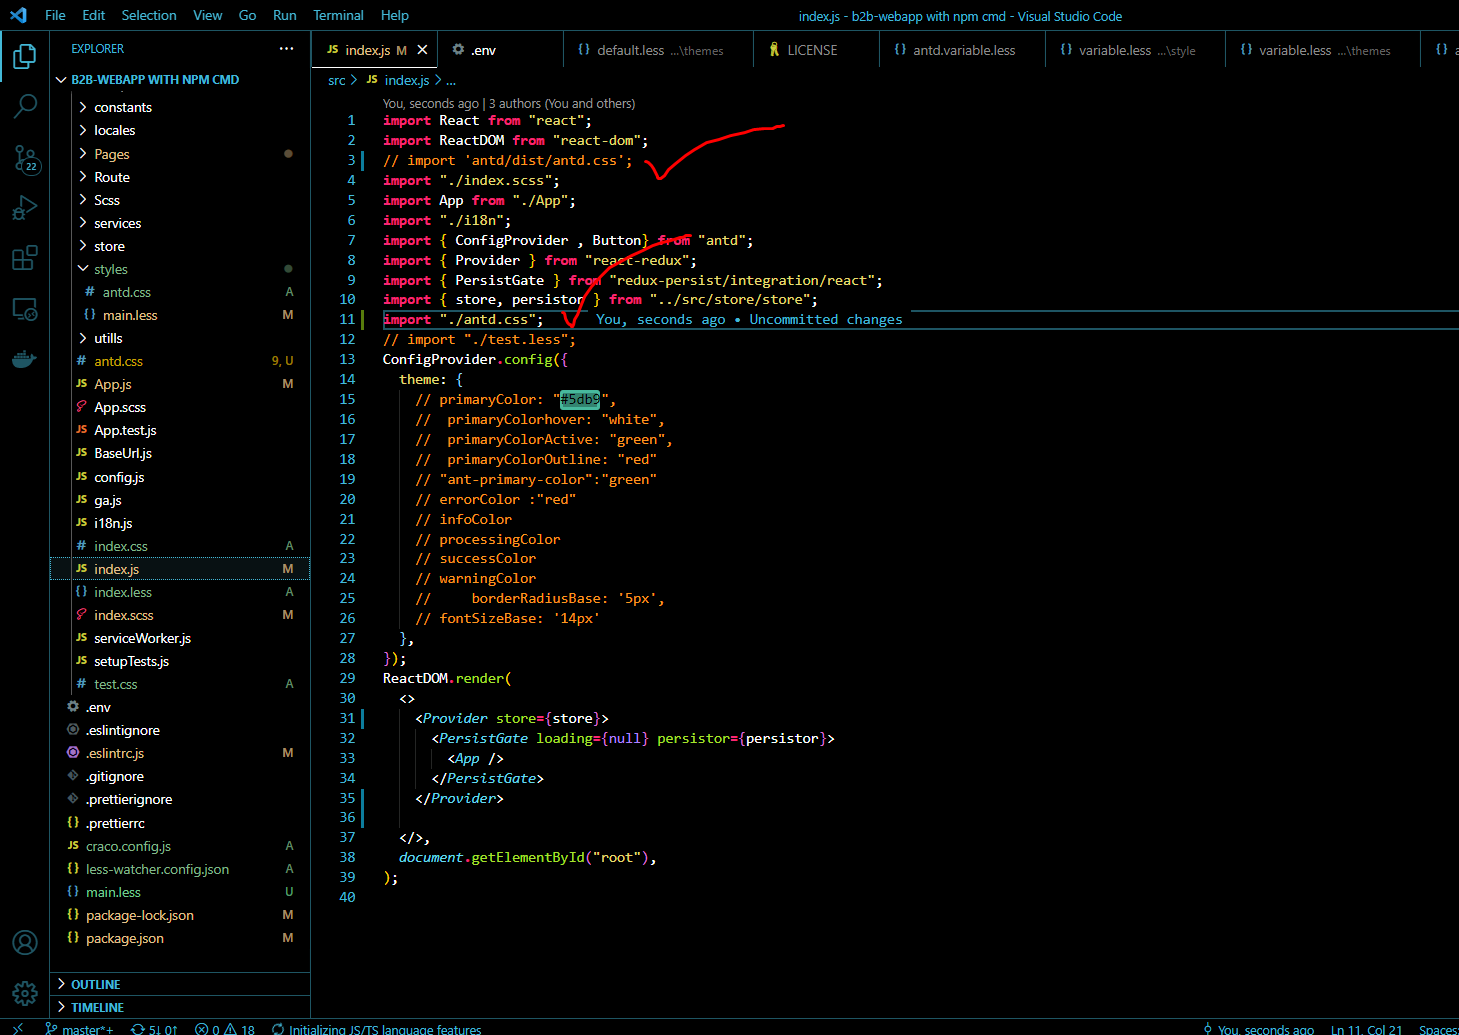 File Edit Selection View Go Run Terminal Help
index.js - b2b-webapp with npm cmd - Visual Studio Code
EXPLORER ...
JS index.js M
.env
{} default.less ...\themes
LICENSE
{} antd.variable.less
{} variable.less ...\style
{} variable.less ...\themes
{} a
B2B-WEBAPP WITH NPM CMD
constants
locales
Pages
Route
Scss
services
store
styles
# antd.css A
{} main.less M
utills
# antd.css 9, U
JS App.js M
App.scss
JS App.test.js
JS BaseUrl.js
JS config.js
JS ga.js
JS i18n.js
# index.css A
JS index.js M
{} index.less A
index.scss M
JS serviceWorker.js
JS setupTests.js
# test.css A
.env
.eslintignore
.eslintrc.js M
.gitignore
.prettierignore
{} .prettierrc
JS craco.config.js A
{} less-watcher.config.json A
{} main.less U
{} package-lock.json M
{} package.json M
OUTLINE
TIMELINE
22
src > JS index.js > ...
You, seconds ago | 3 authors (You and others)
1 import React from "react";
2 import ReactDOM from "react-dom";
3 // import 'antd/dist/antd.css';
4 import "./index.scss";
5 import App from "./App";
6 import "./i18n";
7 import { ConfigProvider , Button} from "antd";
8 import { Provider } from "react-redux";
9 import { PersistGate } from "redux-persist/integration/react";
10 import { store, persistor } from "../src/store/store";
11 import "./antd.css"; You, seconds ago • Uncommitted changes
12 // import "./test.less";
13 ConfigProvider.config({
14 theme: {
15 // primaryColor: "#5db9",
16 // primaryColorhover: "white",
17 // primaryColorActive: "green",
18 // primaryColorOutline: "red"
19 // "ant-primary-color":"green"
20 // errorColor :"red"
21 // infoColor
22 // processingColor
23 // successColor
24 // warningColor
25 // borderRadiusBase: '5px',
26 // fontSizeBase: '14px'
27 },
28 });
29 ReactDOM.render(
30 <>
31 <Provider store={store}>
32 <PersistGate loading={null} persistor={persistor}>
33 <App />
34 </PersistGate>
35 </Provider>
36
37 </>,
38 document.getElementById("root"),
39 );
40
master*+ 5↓ 0↑ 0 18 Initializing JS/TS language features
You, seconds ago Ln 11, Col 21 Spaces